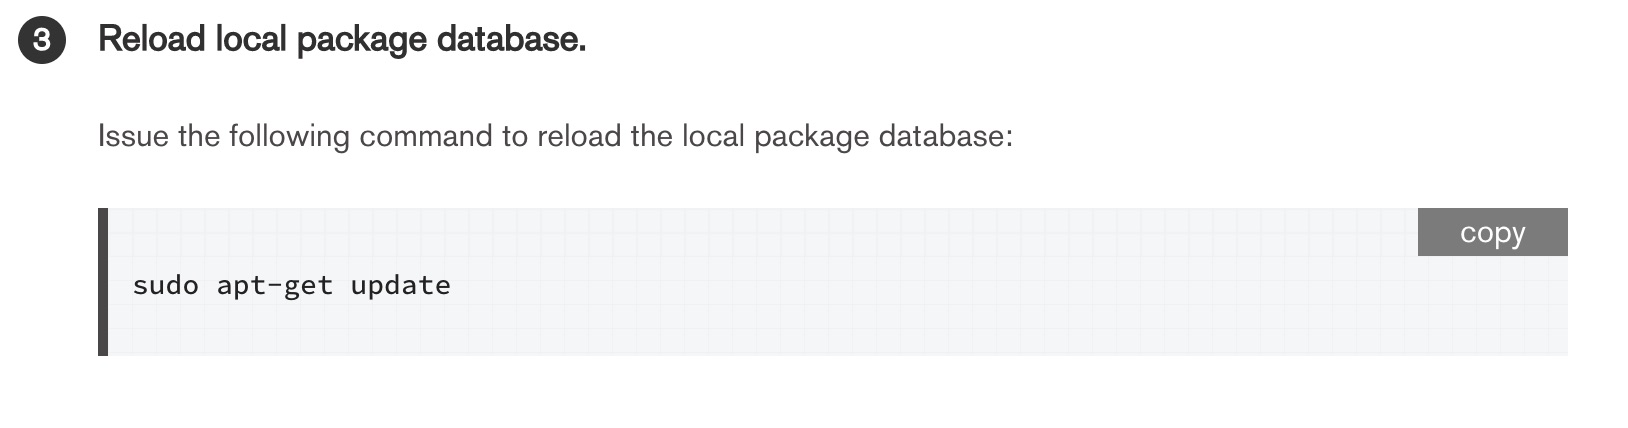 3 Reload local package database.
Issue the following command to reload the local package database:
copy
sudo apt-get update